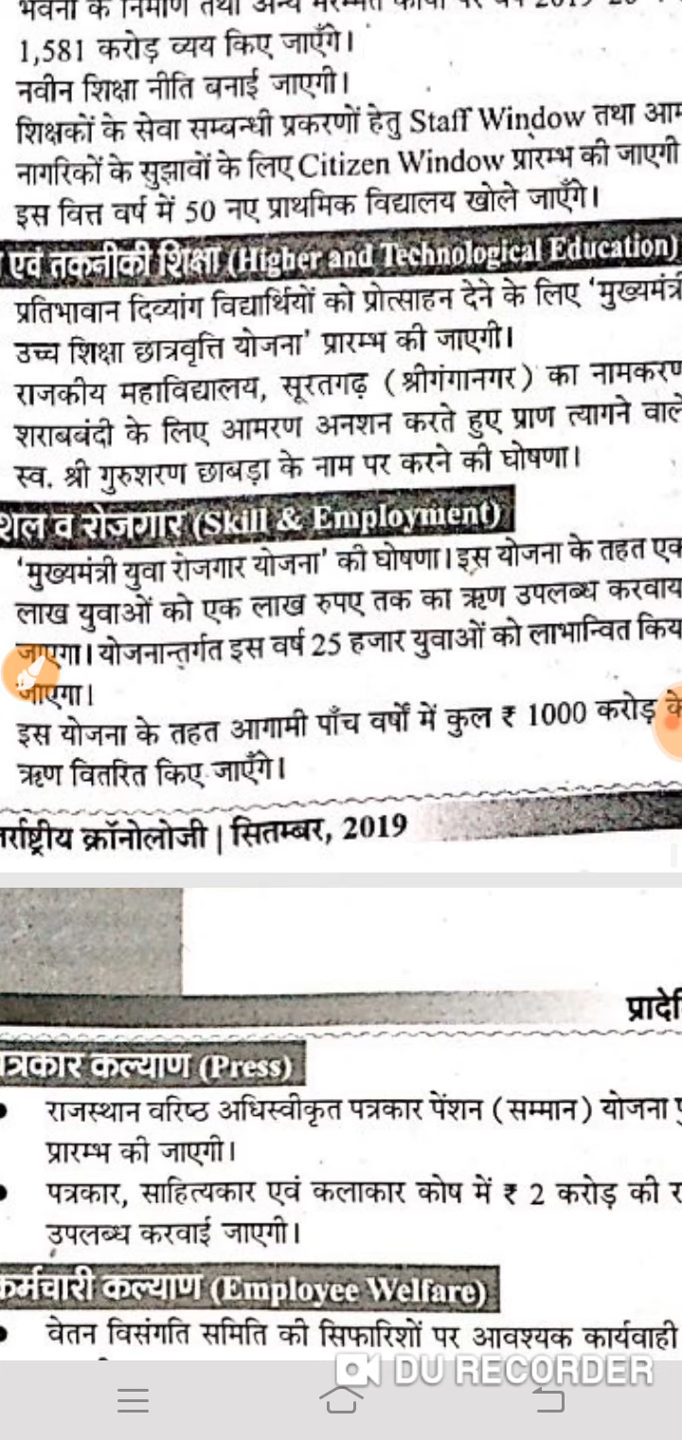 1,581 करोड़ व्यय किए जाएँगे।
नवीन शिक्षा नीति बनाई जाएगी।
शिक्षकों के सेवा सम्बन्धी प्रकरणों हेतु Staff Window तथा आम
नागरिकों के सुझावों के लिए Citizen Window प्रारम्भ की जाएगी
इस वित्त वर्ष में 50 नए प्राथमिक विद्यालय खोले जाएँगे।
एवं तकनीकी शिक्षा (Higher and Technological Education)
प्रतिभावान दिव्यांग विद्यार्थियों को प्रोत्साहन देने के लिए ‘मुख्यमंत्री
उच्च शिक्षा छात्रवृत्ति योजना’ प्रारम्भ की जाएगी।
राजकीय महाविद्यालय, सूरतगढ़ (श्रीगंगानगर) का नामकरण
शराबबंदी के लिए आमरण अनशन करते हुए प्राण त्यागने वाले
स्व. श्री गुरुशरण छाबड़ा के नाम पर करने की घोषणा।
शल व रोजगार (Skill & Employment)
‘मुख्यमंत्री युवा रोजगार योजना’ की घोषणा। इस योजना के तहत एक
लाख युवाओं को एक लाख रुपए तक का ऋण उपलब्ध करवाय
जाएगा। योजनान्तर्गत इस वर्ष 25 हजार युवाओं को लाभान्वित किय
जाएगा।
इस योजना के तहत आगामी पाँच वर्षों में कुल ₹ 1000 करोड़ के
ऋण वितरित किए जाएँगे।
र्राष्ट्रीय क्रॉनोलोजी | सितम्बर, 2019
प्रादेि
त्रकार कल्याण (Press)
राजस्थान वरिष्ठ अधिस्वीकृत पत्रकार पेंशन (सम्मान) योजना
प्रारम्भ की जाएगी।
पत्रकार, साहित्यकार एवं कलाकार कोष में ₹ 2 करोड़ की
उपलब्ध करवाई जाएगी।
कर्मचारी कल्याण (Employee Welfare)
वेतन विसंगति समिति की सिफारिशों पर आवश्यक कार्यवाही
DU RECORDER